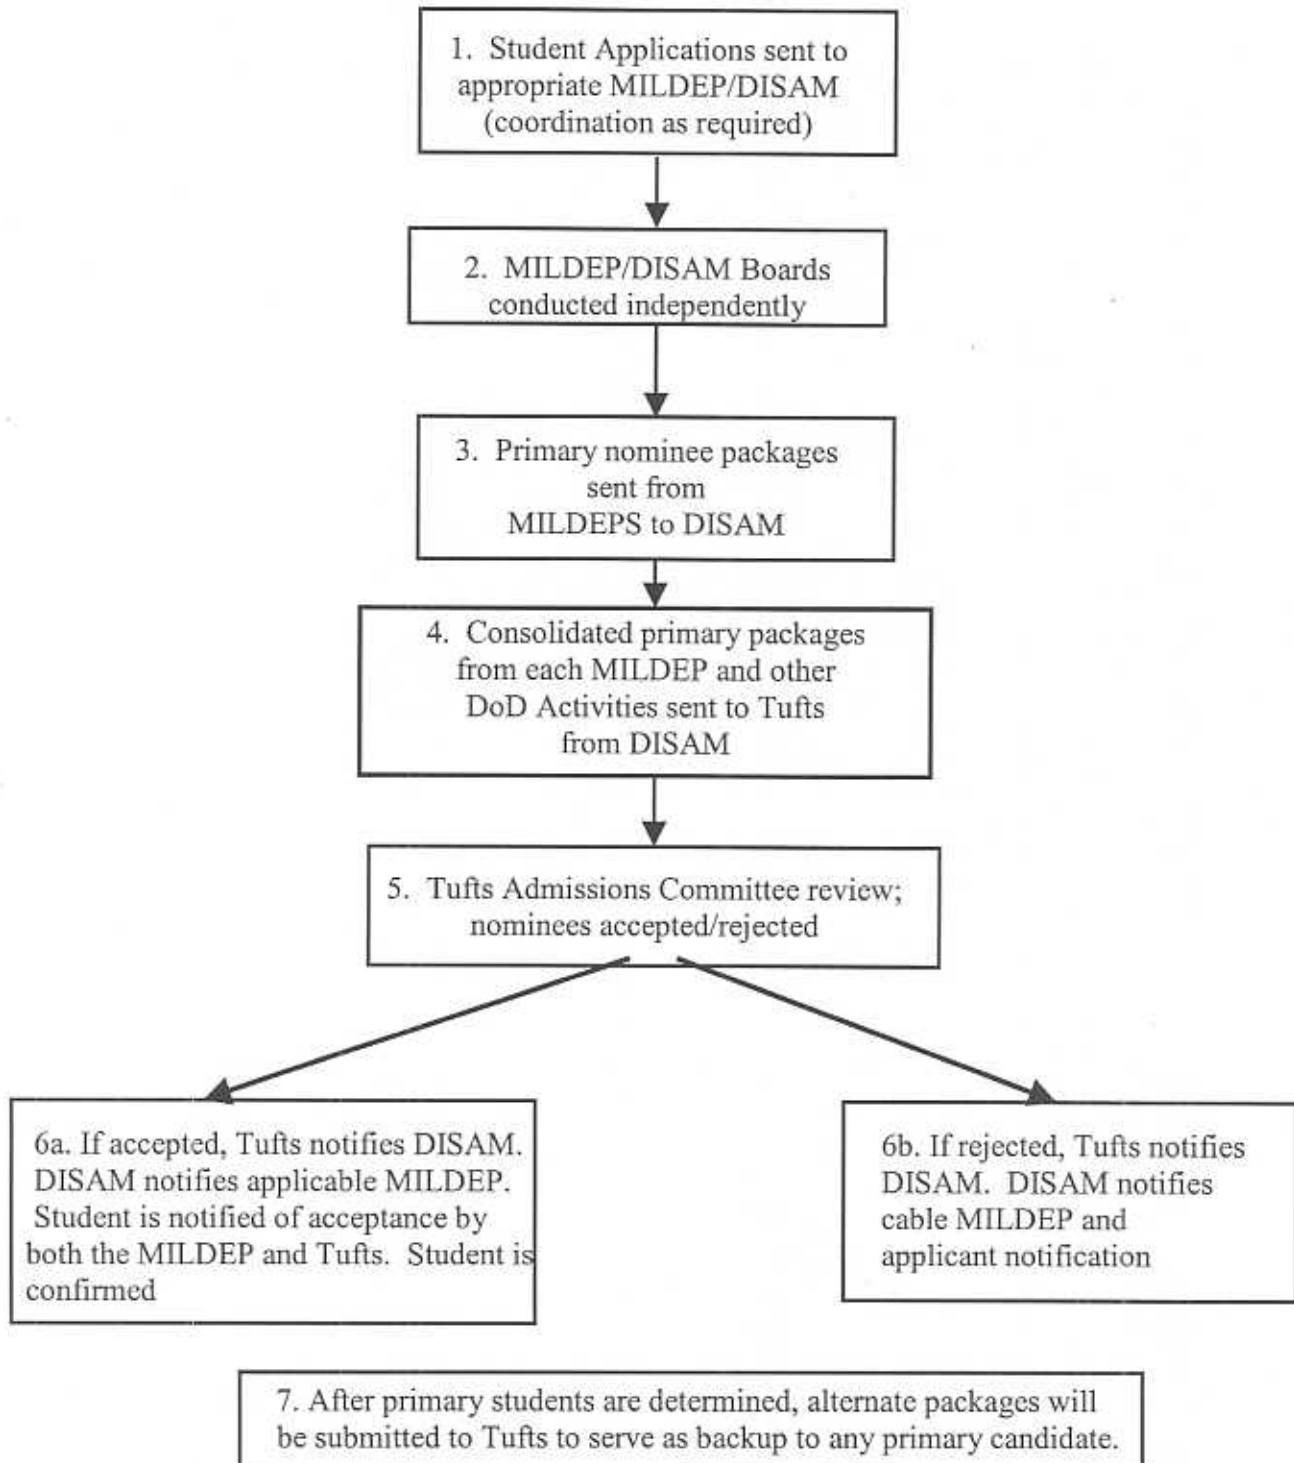 1. Student Applications sent to
appropriate MILDEP/DISAM
(coordination as required)
2. MILDEP/DISAM Boards
conducted independently
3. Primary nominee packages
sent from
MILDEPS to DISAM
4. Consolidated primary packages
from each MILDEP and other
DoD Activities sent to Tufts
from DISAM
5. Tufts Admissions Committee review;
nominees accepted/rejected
6a. If accepted, Tufts notifies DISAM.
DISAM notifies applicable MILDEP.
Student is notified of acceptance by
both the MILDEP and Tufts. Student is
confirmed
6b. If rejected, Tufts notifies
DISAM. DISAM notifies
cable MILDEP and
applicant notification
7. After primary students are determined, alternate packages will
be submitted to Tufts to serve as backup to any primary candidate.